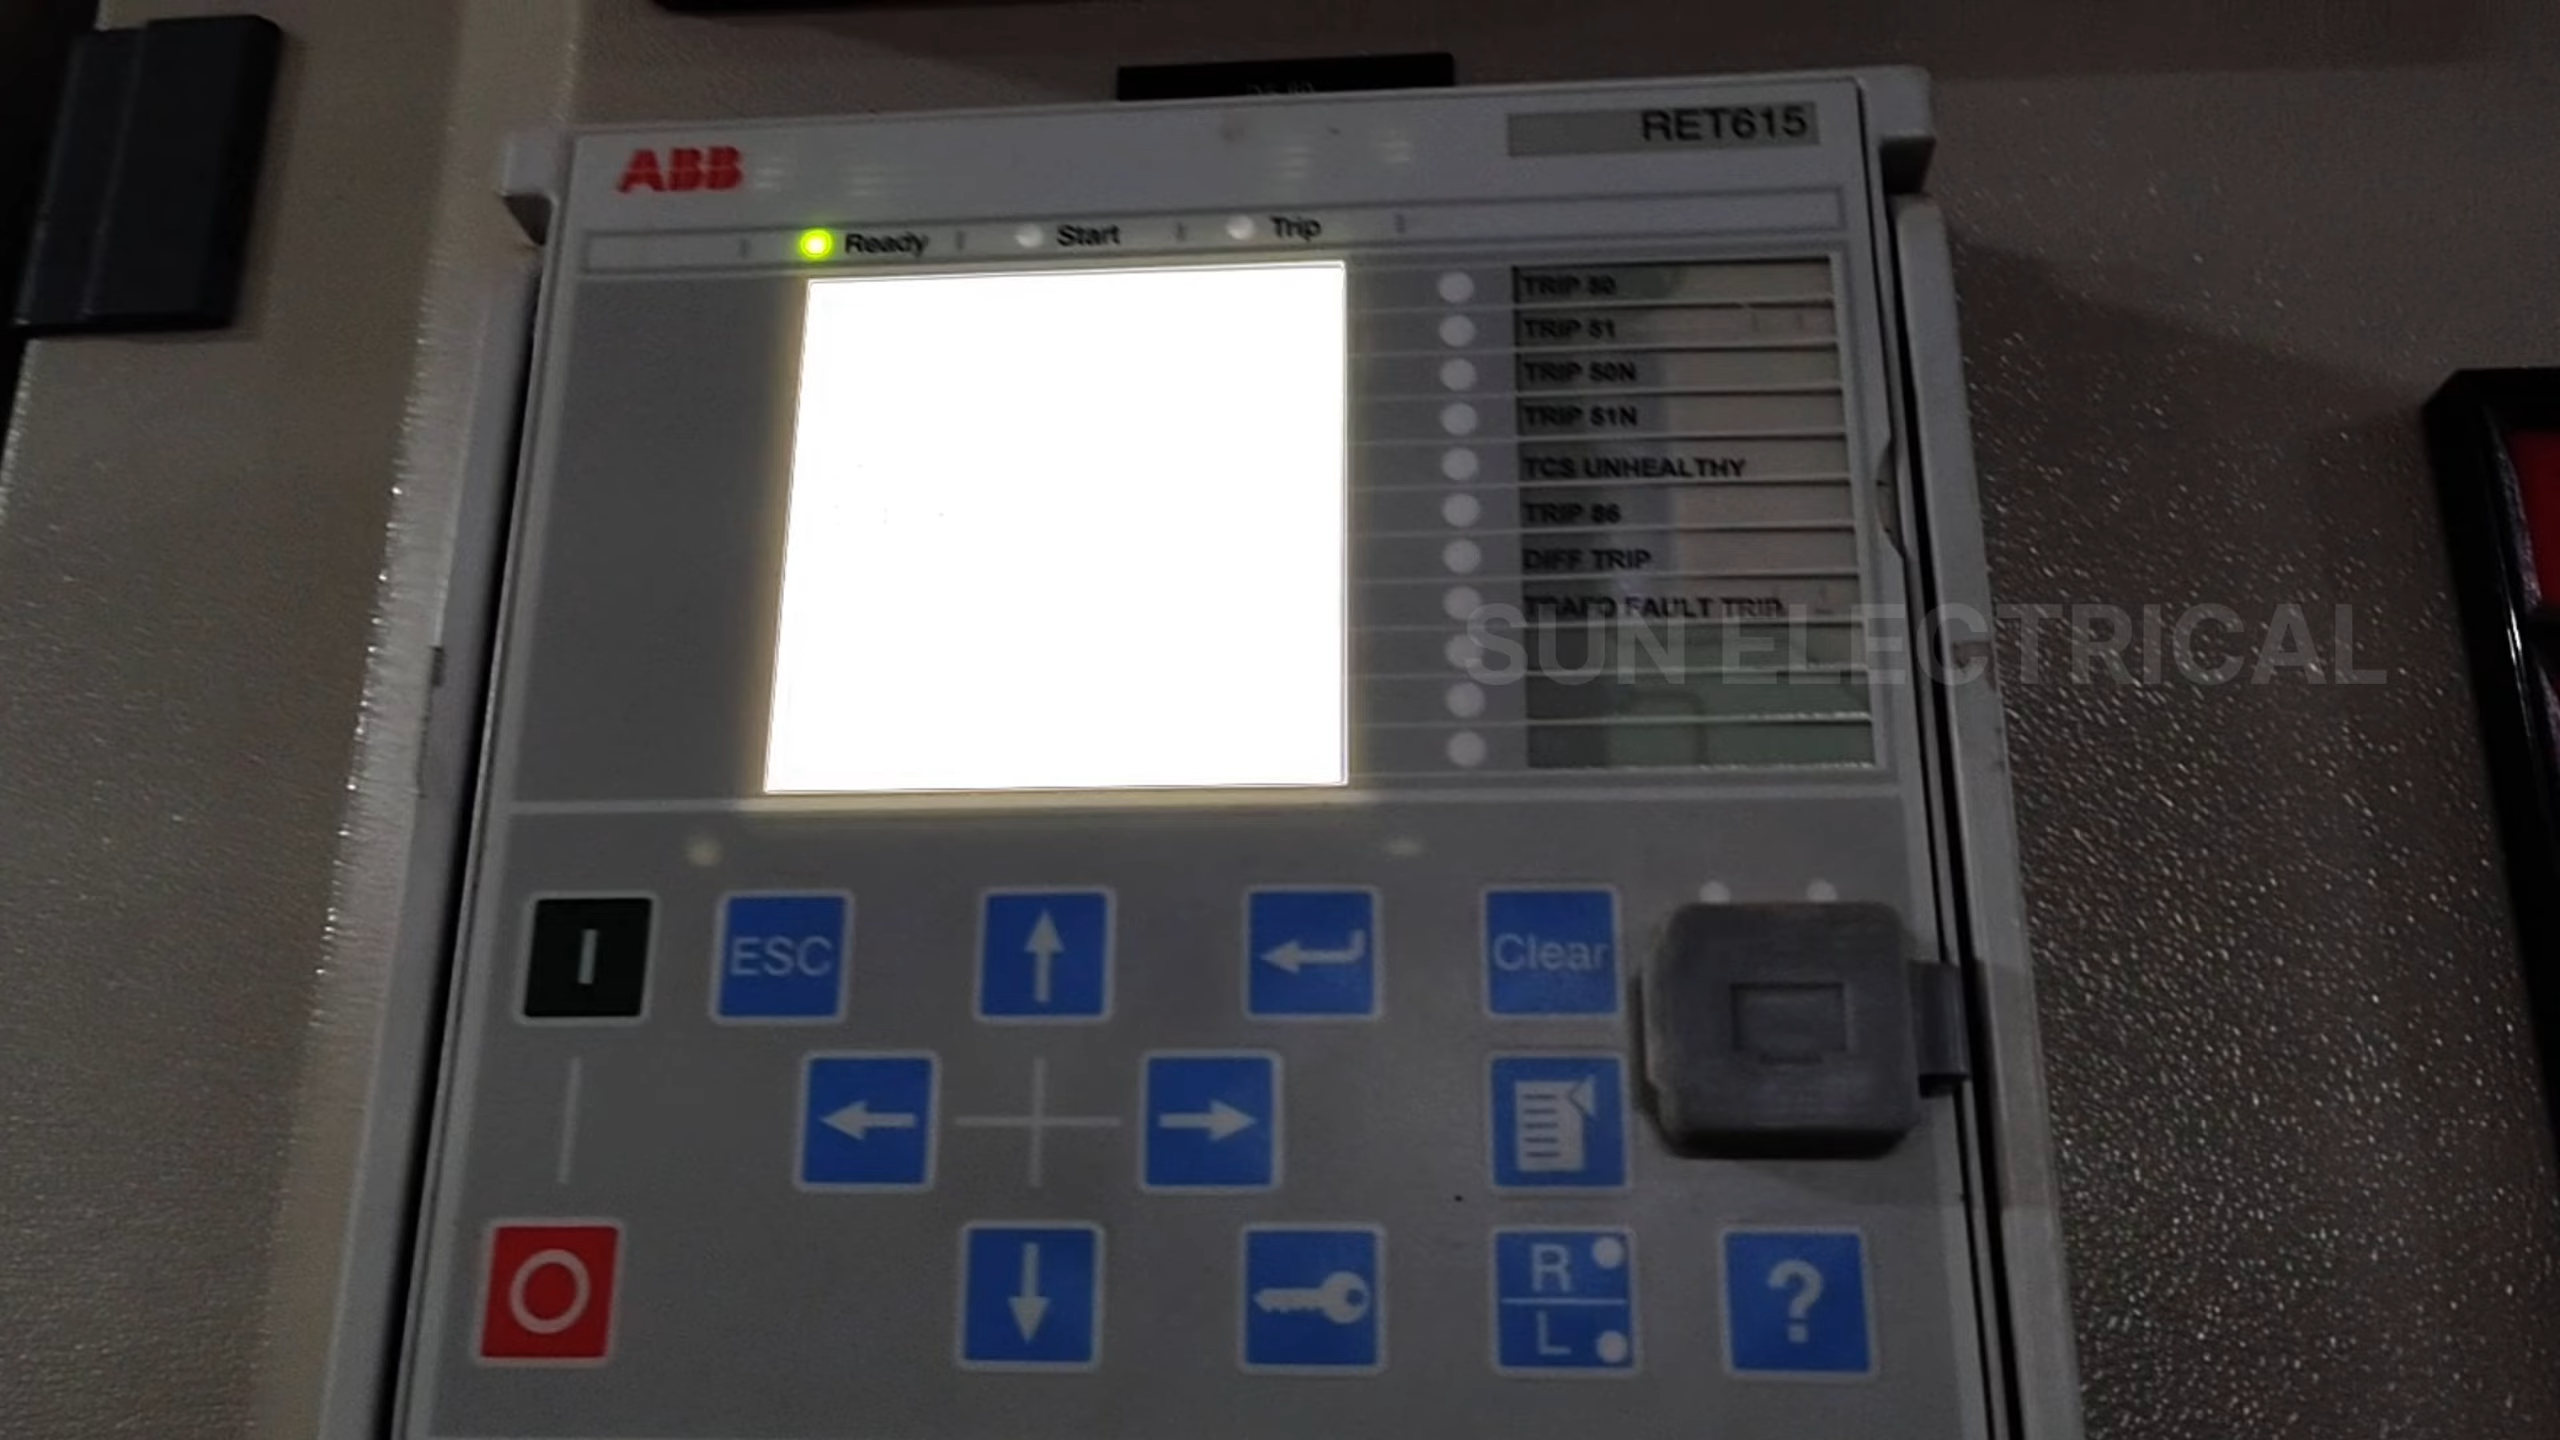 RET615
ABB
Ready Start Trip
TRIP 50
TRIP 51
TRIP 50N
TRIP 51N
TCS UNHEALTHY
TRIP 86
DIFF TRIP
TRAFO FAULT TRIP
SUN ELECTRICAL
I
ESC
Clear
R
L
O
?